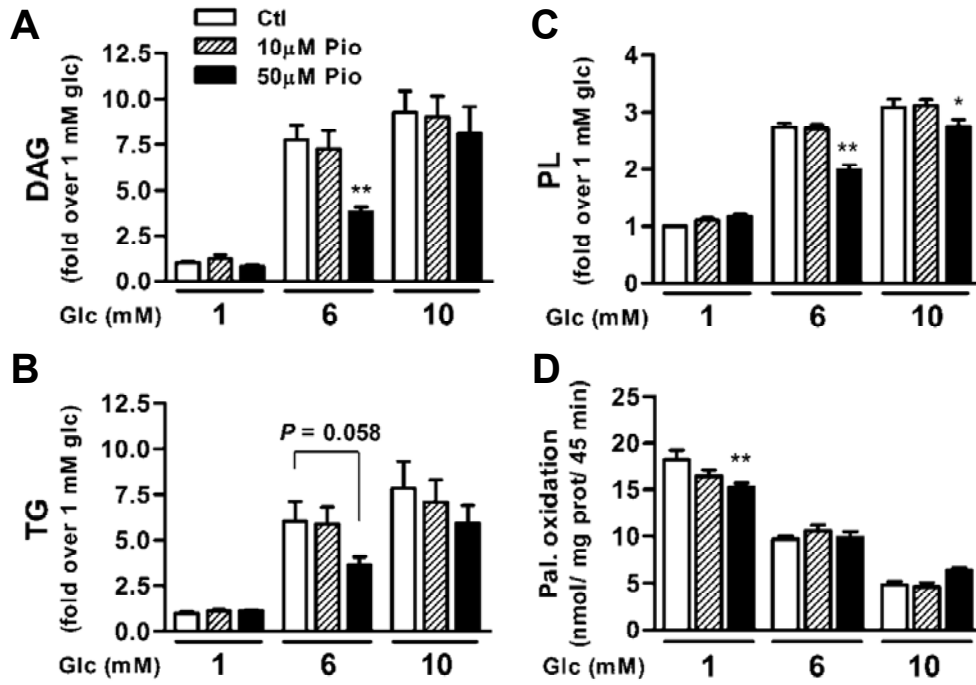 A
Ctl
10μM Pio
50μM Pio
DAG
(fold over 1 mM glc)
12.5
10.0
7.5
5.0
2.5
0.0
**
Glc (mM)
1
6
10
B
TG
(fold over 1 mM glc)
12.5
10.0
7.5
5.0
2.5
0.0
P = 0.058
Glc (mM)
1
6
10
C
PL
(fold over 1 mM glc)
4
3
2
1
0
**
*
Glc (mM)
1
6
10
D
Pal. oxidation
(nmol/ mg prot/ 45 min)
25
20
15
10
5
0
**
Glc (mM)
1
6
10